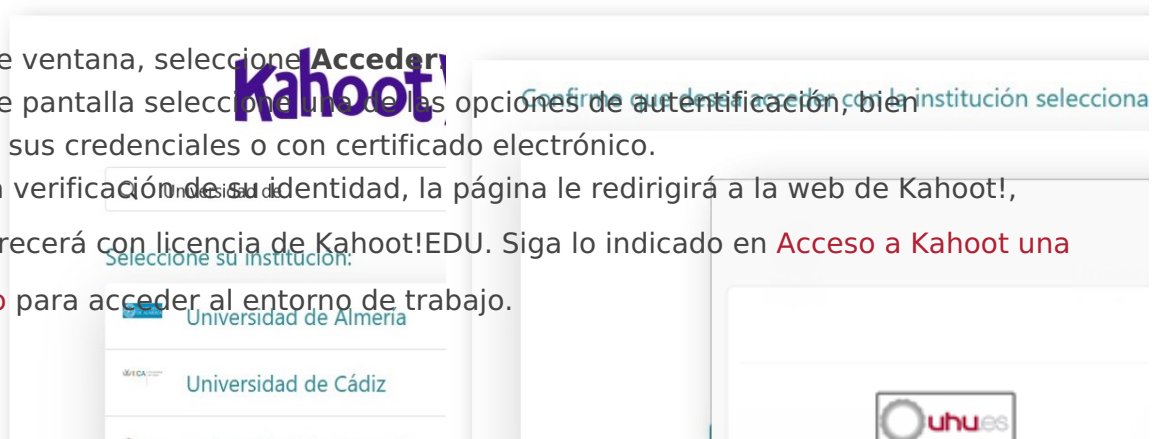 e ventana, seleccione Acceder.
Kahoot
e pantalla seleccione una de las opciones de autentificación, bien
Confirme que desea acceder con la institución selecciona
sus credenciales o con certificado electrónico.
verificación de su identidad, la página le redirigirá a la web de Kahoot!,
Universidad de
recerá con licencia de Kahoot!EDU. Siga lo indicado en Acceso a Kahoot una
Seleccione su institución:
para acceder al entorno de trabajo.
Universidad de Almería
Universidad de Cádiz
uhu.es